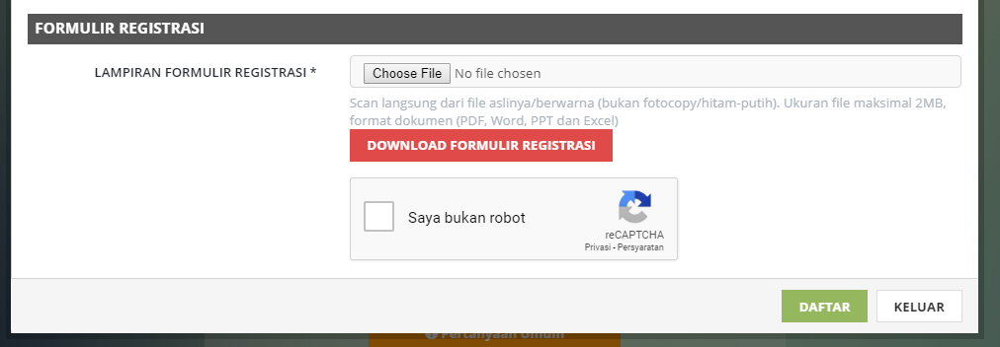 FORMULIR REGISTRASI
LAMPIRAN FORMULIR REGISTRASI *
Choose File No file chosen
Scan langsung dari file aslinya/berwarna (bukan fotocopy/hitam-putih). Ukuran file maksimal 2MB,
format dokumen (PDF, Word, PPT dan Excel)
DOWNLOAD FORMULIR REGISTRASI
Saya bukan robot
reCAPTCHA
Privasi - Persyaratan
DAFTAR
KELUAR
Pertanyaan Umum